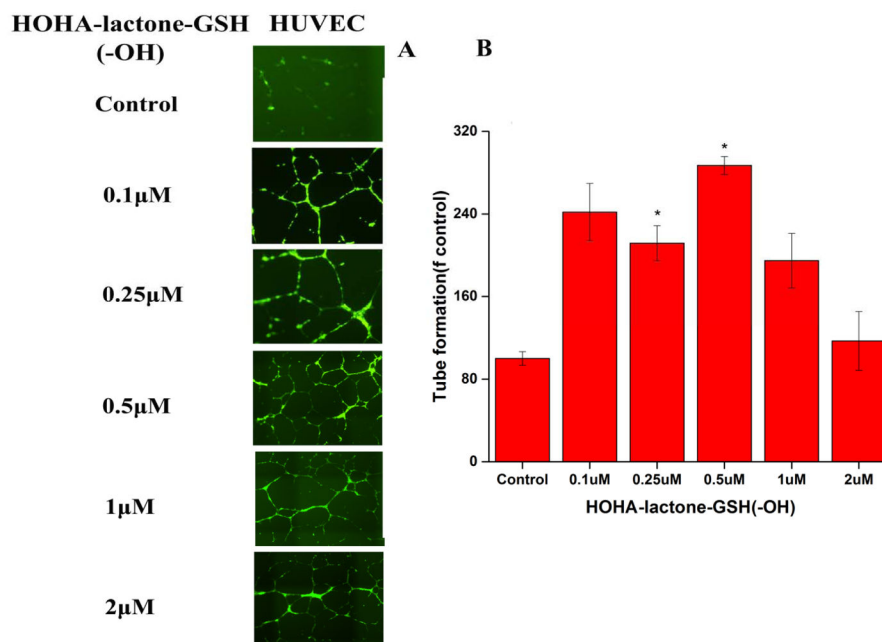 HOHA-lactone-GSH HUVEC
(-OH)
A
B
Control
0.1μM
0.25μM
0.5μM
1μM
2μM
Tube formation(f control)
320
240
160
80
0
*
*
Control 0.1uM 0.25uM 0.5uM 1uM 2uM
HOHA-lactone-GSH(-OH)